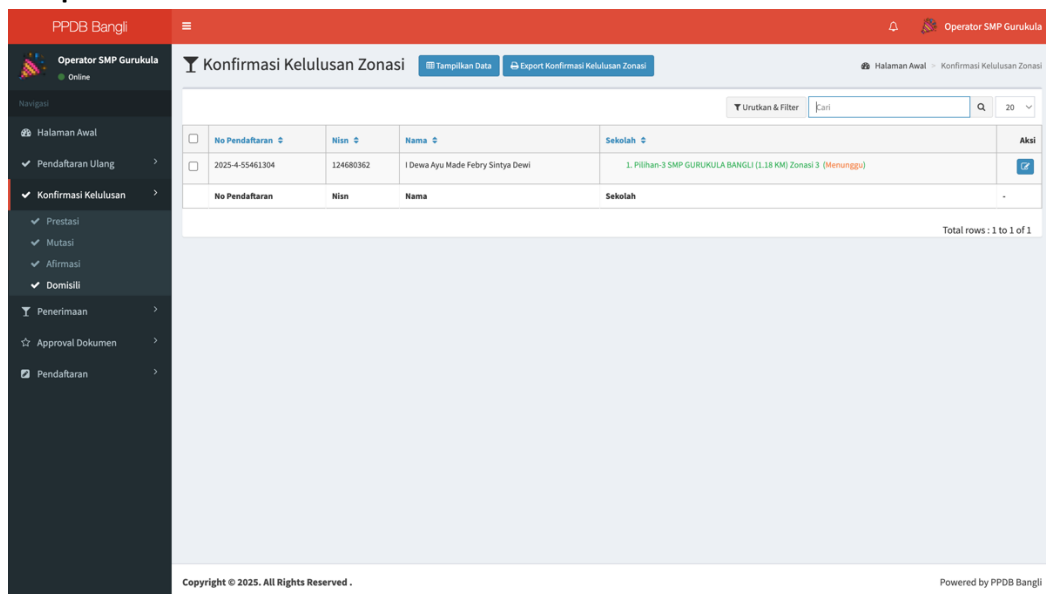 PPDB Bangli
Operator SMP Gurukula
Operator SMP Gurukula
Online
Konfirmasi Kelulusan Zonasi
Tampilkan Data
Export Konfirmasi Kelulusan Zonasi
Halaman Awal > Konfirmasi Kelulusan Zonasi
Navigasi
Halaman Awal
Pendaftaran Ulang
Konfirmasi Kelulusan
Prestasi
Mutasi
Afirmasi
Domisili
Penerimaan
Approval Dokumen
Pendaftaran
Urutkan & Filter
Cari
20
No Pendaftaran Nisn Nama Sekolah Aksi
2025-4-55461304 124680362 I Dewa Ayu Made Febry Sintya Dewi 1. Pilihan-3 SMP GURUKULA BANGLI (1.18 KM) Zonasi 3 (Menunggu)
No Pendaftaran Nisn Nama Sekolah -
Total rows : 1 to 1 of 1
Copyright © 2025. All Rights Reserved .
Powered by PPDB Bangli